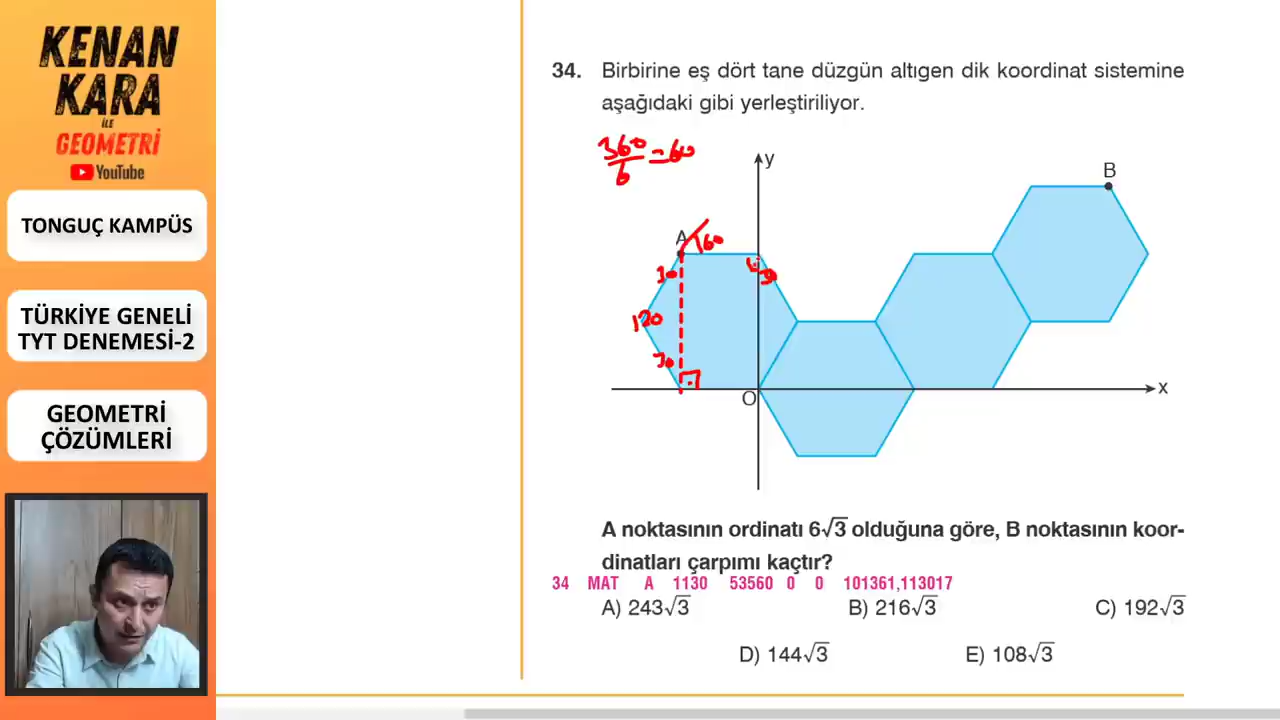 KENAN
KARA
İLE
GEOMETRİ
YouTube
TONGUÇ KAMPÜS
TÜRKİYE GENELİ
TYT DENEMESİ-2
GEOMETRİ
ÇÖZÜMLERİ
34. Birbirine eş dört tane düzgün altıgen dik koordinat sistemine
aşağıdaki gibi yerleştiriliyor.
360/6 = 60
y
B
A
60
30
30
120
30
O
x
A noktasının ordinatı 6√3 olduğuna göre, B noktasının koor-
dinatları çarpımı kaçtır?
34 MAT A 1130 53560 0 0 101361,113017
A) 243√3 B) 216√3 C) 192√3
D) 144√3 E) 108√3